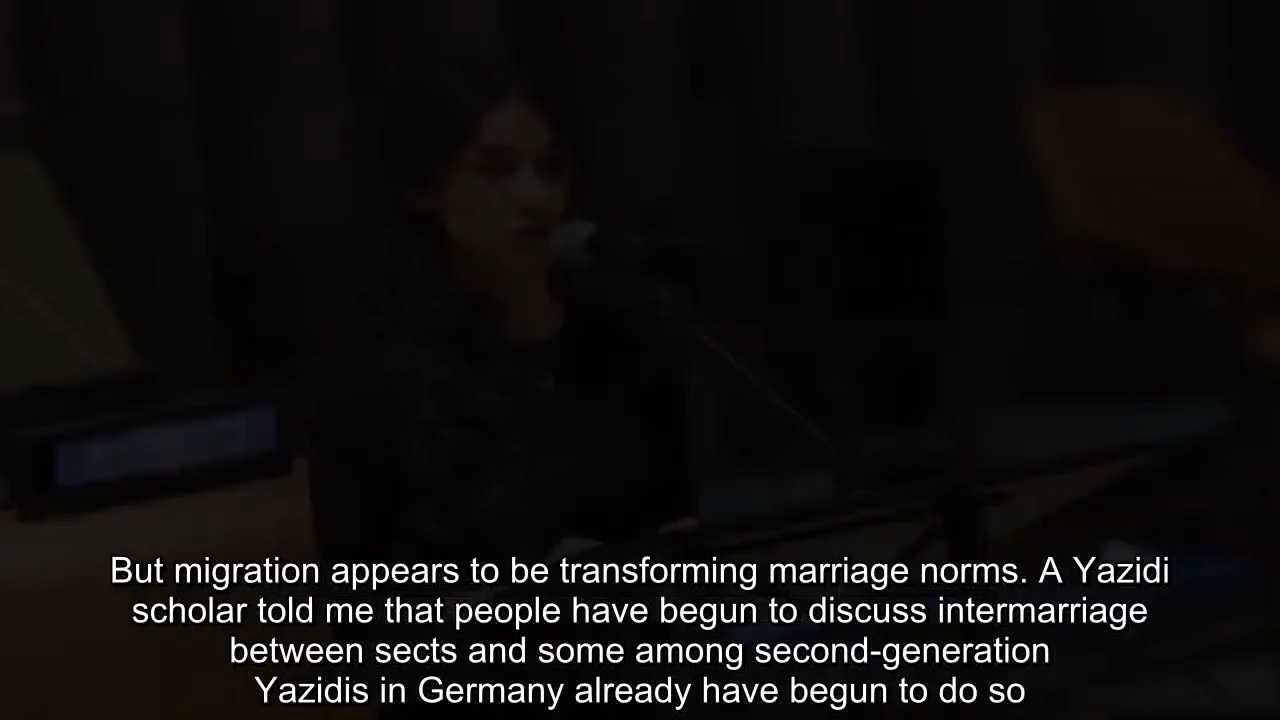 But migration appears to be transforming marriage norms. A Yazidi
scholar told me that people have begun to discuss intermarriage
between sects and some among second-generation
Yazidis in Germany already have begun to do so